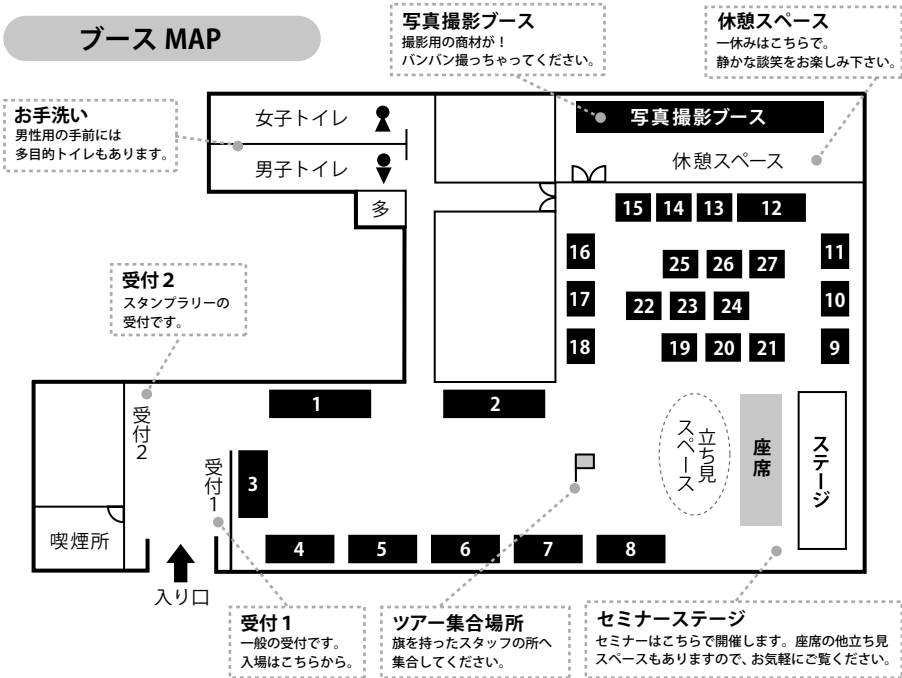 ブース MAP
写真撮影ブース
撮影用の商材が！
バンバン撮っちゃってください。
休憩スペース
一休みはこちらで。
静かな談笑をお楽しみ下さい。
お手洗い
男性用の手前には
多目的トイレもあります。
女子トイレ
男子トイレ
多
写真撮影ブース
休憩スペース
15 14 13 12
16
11
25 26 27
17
22 23 24
10
18
19 20 21
9
受付２
スタンプラリーの
受付です。
1
2
受付2
受付1
3
立ち見
スペース
座席
ステージ
喫煙所
4 5 6 7 8
入り口
受付１
一般の受付です。
入場はこちらから。
ツアー集合場所
旗を持ったスタッフの所へ
集合してください。
セミナーステージ
セミナーはこちらで開催します。座席の他立ち見
スペースもありますので、お気軽にご覧ください。